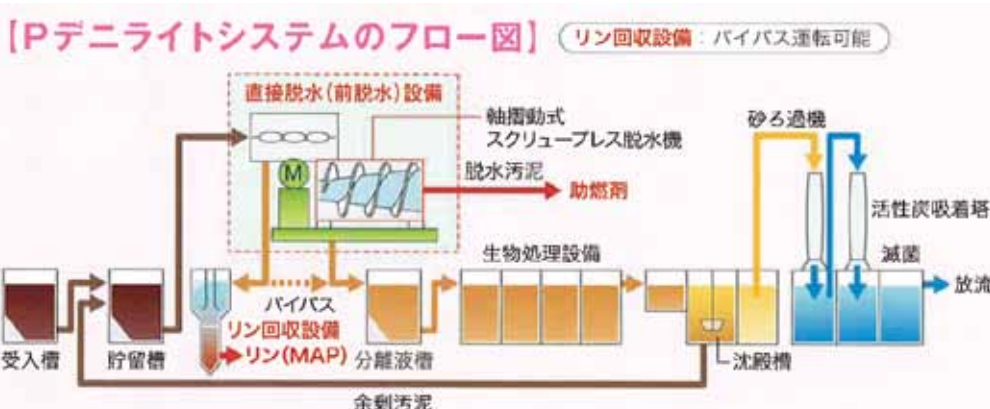 【Pデニライトシステムのフロー図】
リン回収設備：バイパス運転可能
直接脱水(前脱水)設備
軸摺動式
スクリュープレス脱水機
脱水汚泥
助燃剤
M
砂ろ過機
活性炭吸着塔
生物処理設備
滅菌
放流
バイパス
リン回収設備
リン(MAP)
受入槽
貯留槽
分離液槽
沈殿槽
余剰汚泥